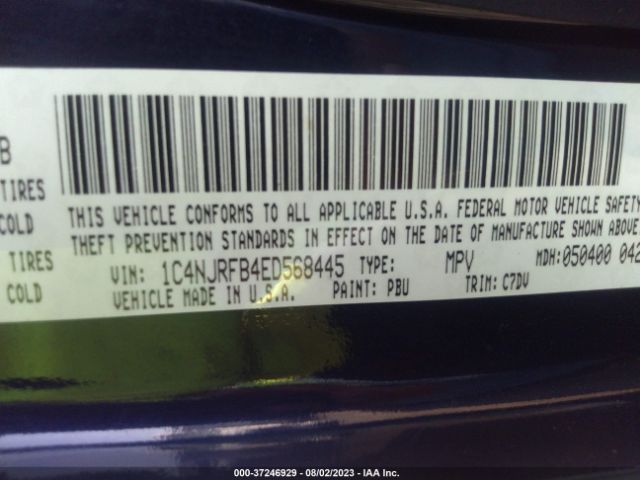 B
TIRES
COLD
THIS VEHICLE CONFORMS TO ALL APPLICABLE U.S.A. FEDERAL MOTOR VEHICLE SAFETY
THEFT PREVENTION STANDARDS IN EFFECT ON THE DATE OF MANUFACTURE SHOWN ABOVE
TIRES
COLD
VIN: 1C4NJRFB4ED568445 TYPE: MPV MDH:050400 042
VEHICLE MADE IN U.S.A. PAINT: PBU TRIM: C7DV
000-37246929 - 08/02/2023 - IAA Inc.